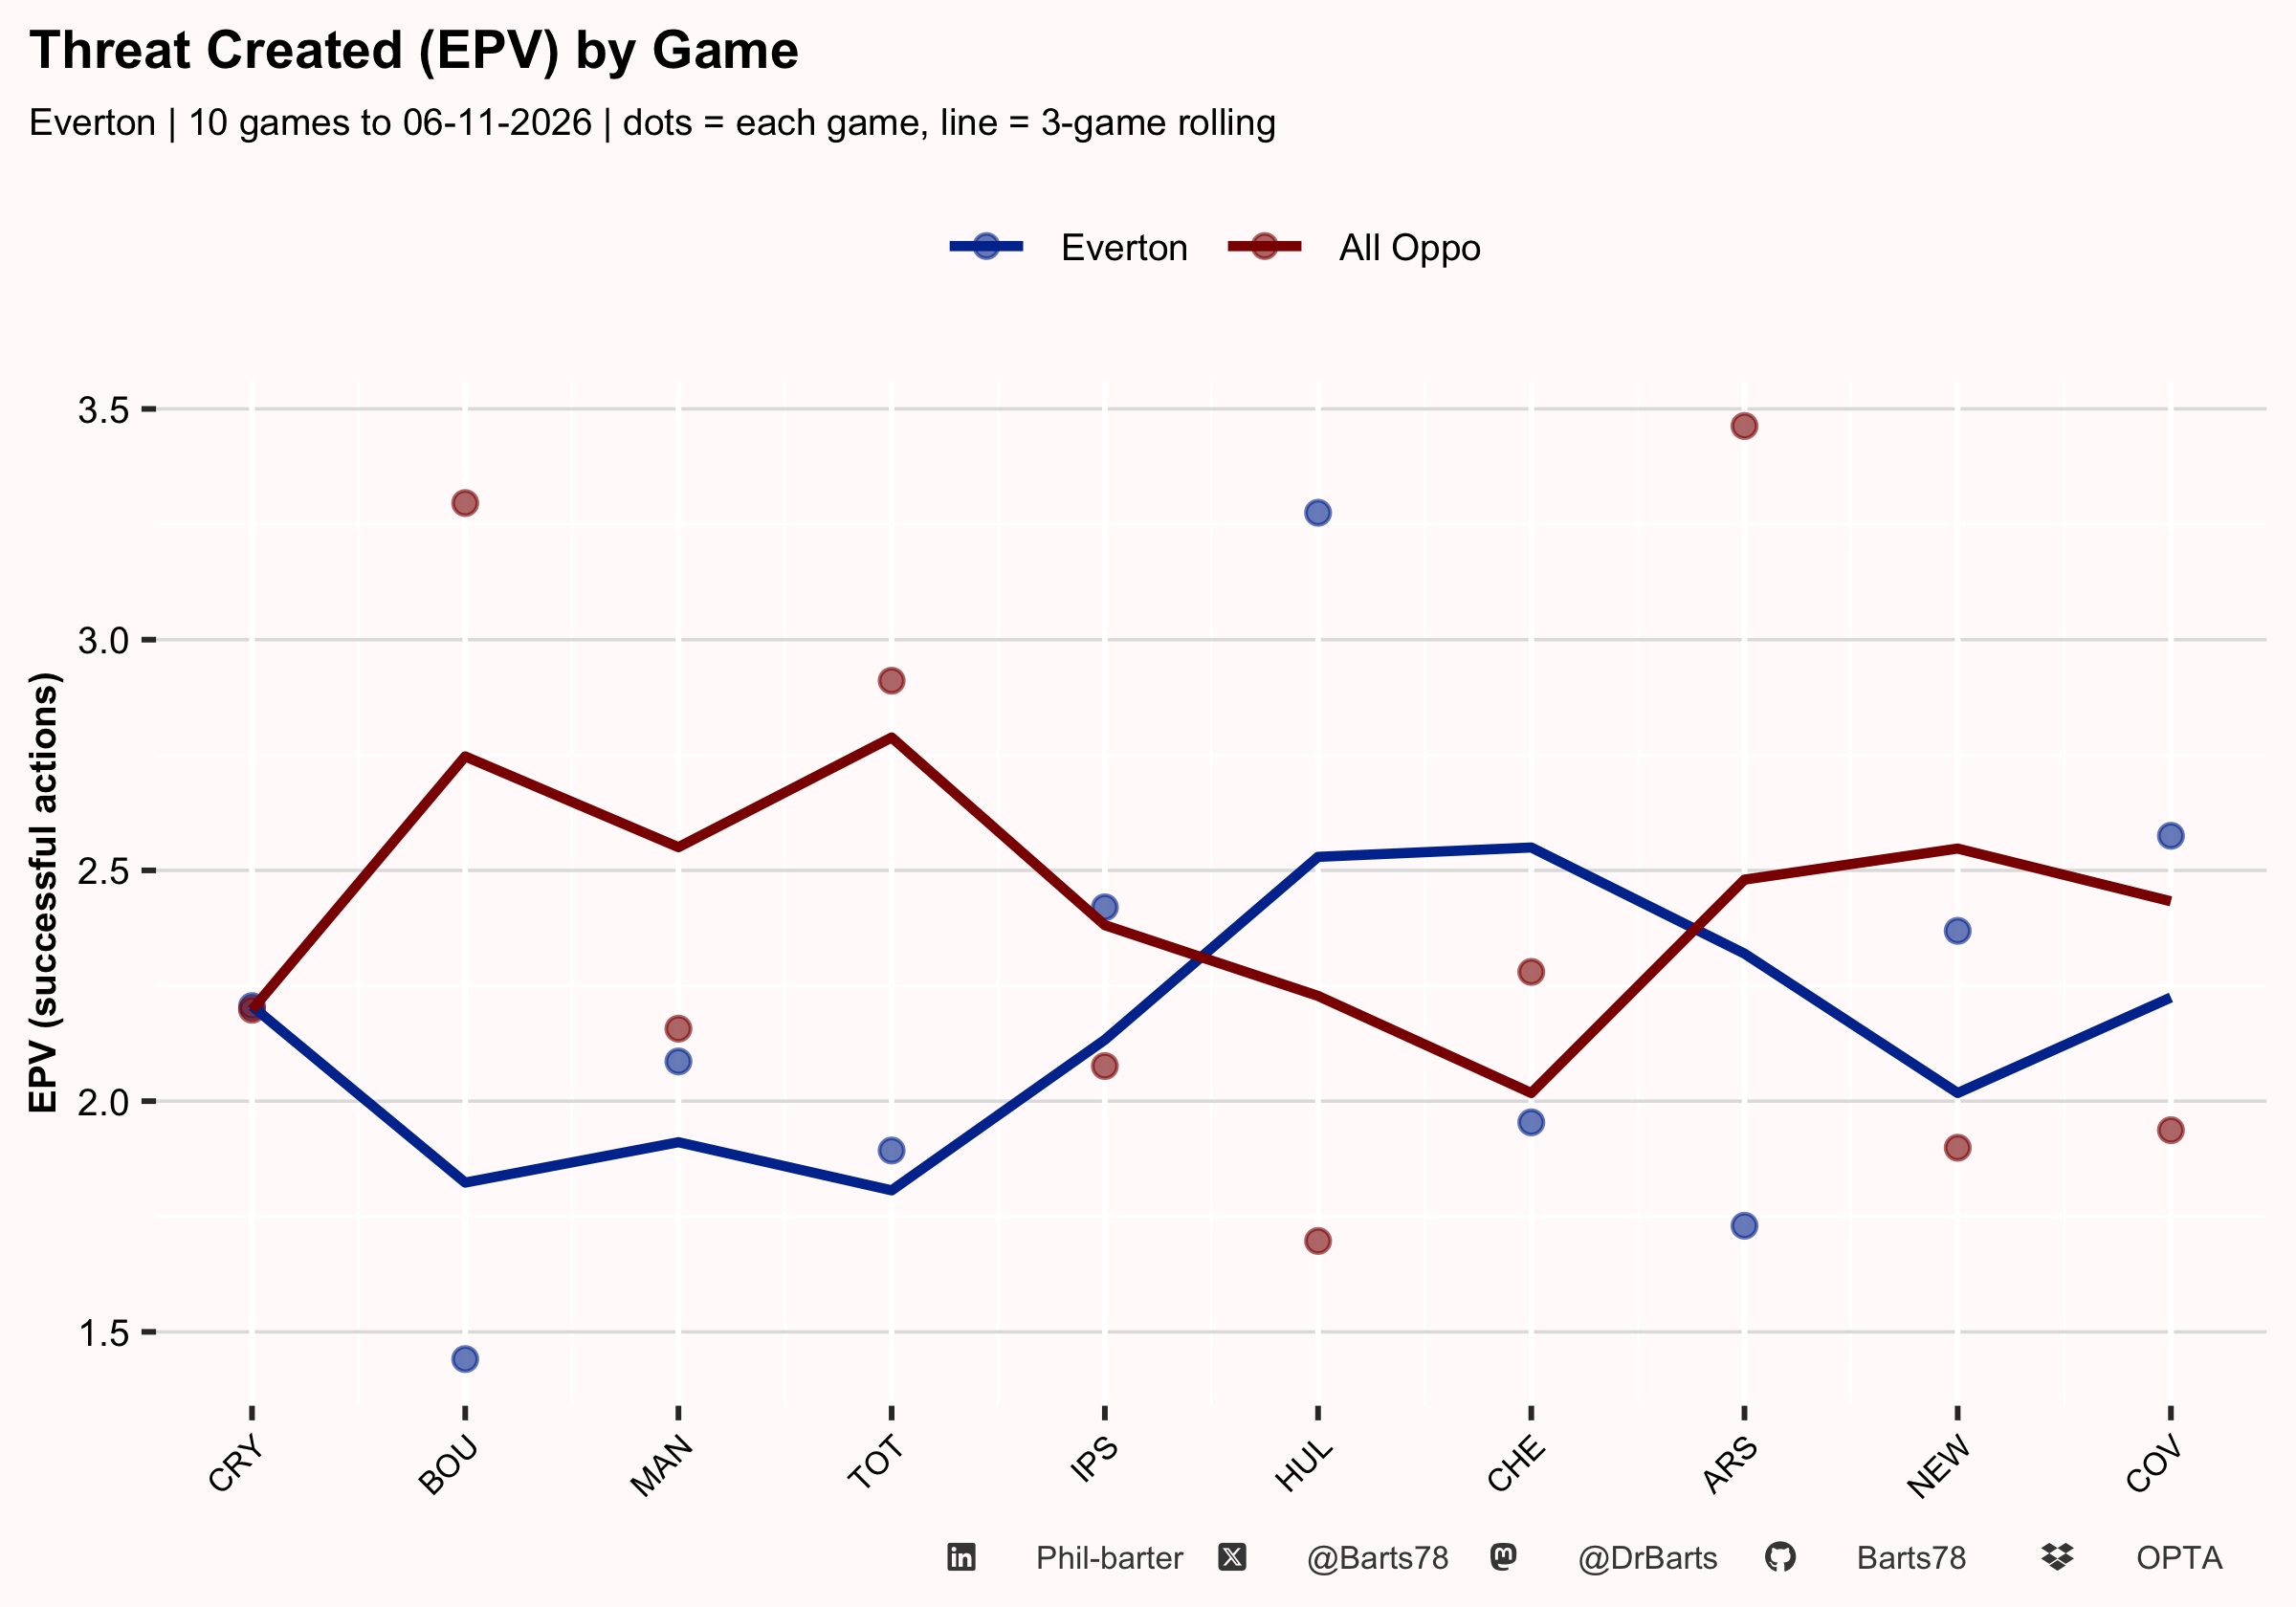 Threat Created (EPV) by Game
Everton | 10 games to 06-11-2026 | dots = each game, line = 3-game rolling
Everton All Oppo
EPV (successful actions)
3.5
3.0
2.5
2.0
1.5
CRY BOU MAN TOT IPS HUL CHE ARS NEW COV
Phil-barter @Barts78 @DrBarts Barts78 OPTA